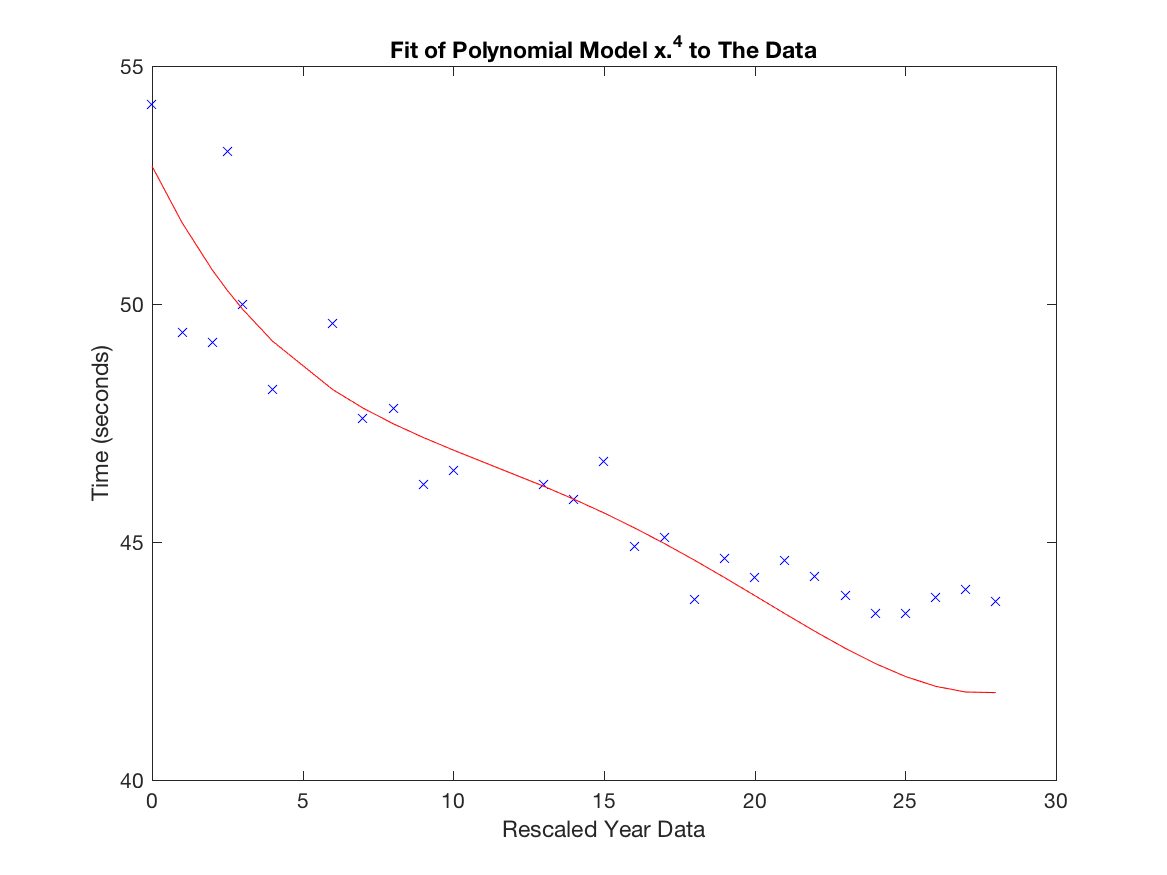 Fit of Polynomial Model x.4 to The Data
55
50
45
40
Time (seconds)
0 5 10 15 20 25 30
Rescaled Year Data